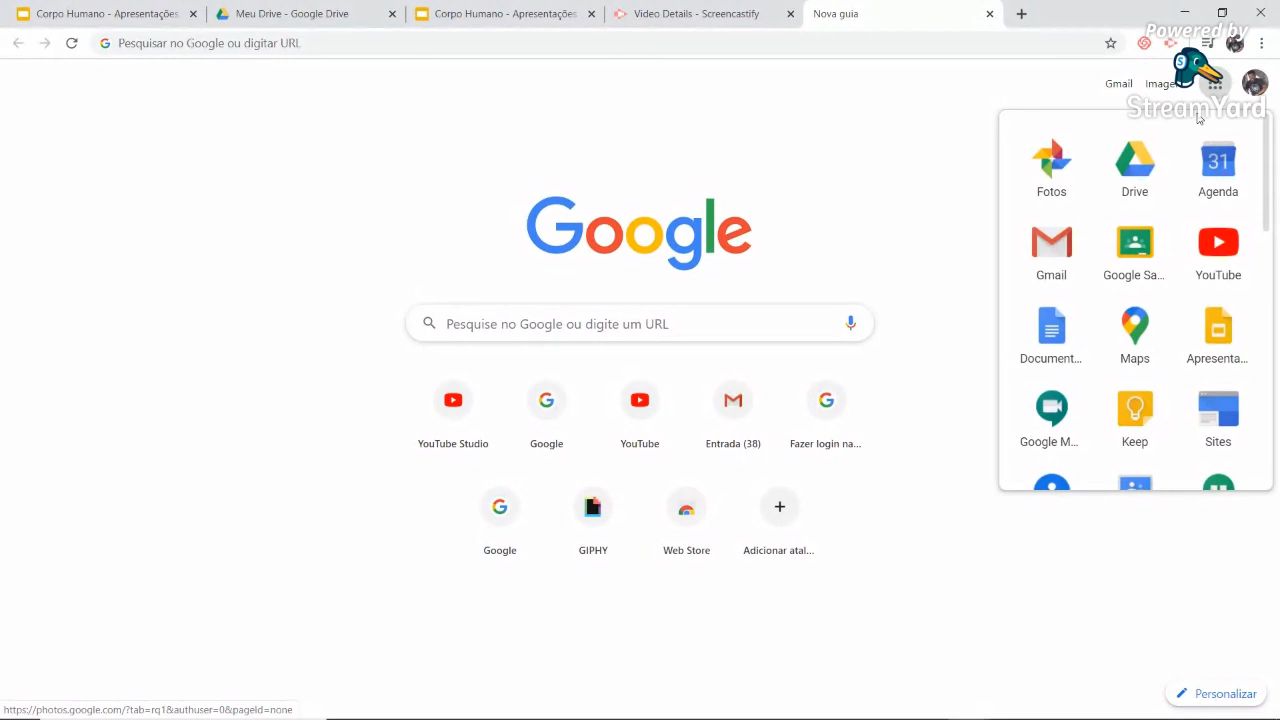 Corpo Humano - Apresentações
Meu Drive - Google Drive
Corpo Humano - Apresentações
Video Details - Screencastify
Nova guia
Pesquisar no Google ou digitar URL
Powered by
StreamYard
Gmail
Imagen
Fotos
Drive
Agenda
31
Gmail
Google Sa...
YouTube
Document...
Maps
Apresenta...
Google M...
Keep
Sites
Google
Pesquise no Google ou digite um URL
YouTube Studio
Google
YouTube
Entrada (38)
Fazer login na...
Google
GIPHY
Web Store
Adicionar atal...
Personalizar
https://photos.google.com/?tab=rq1&authuser=0&pageId=none